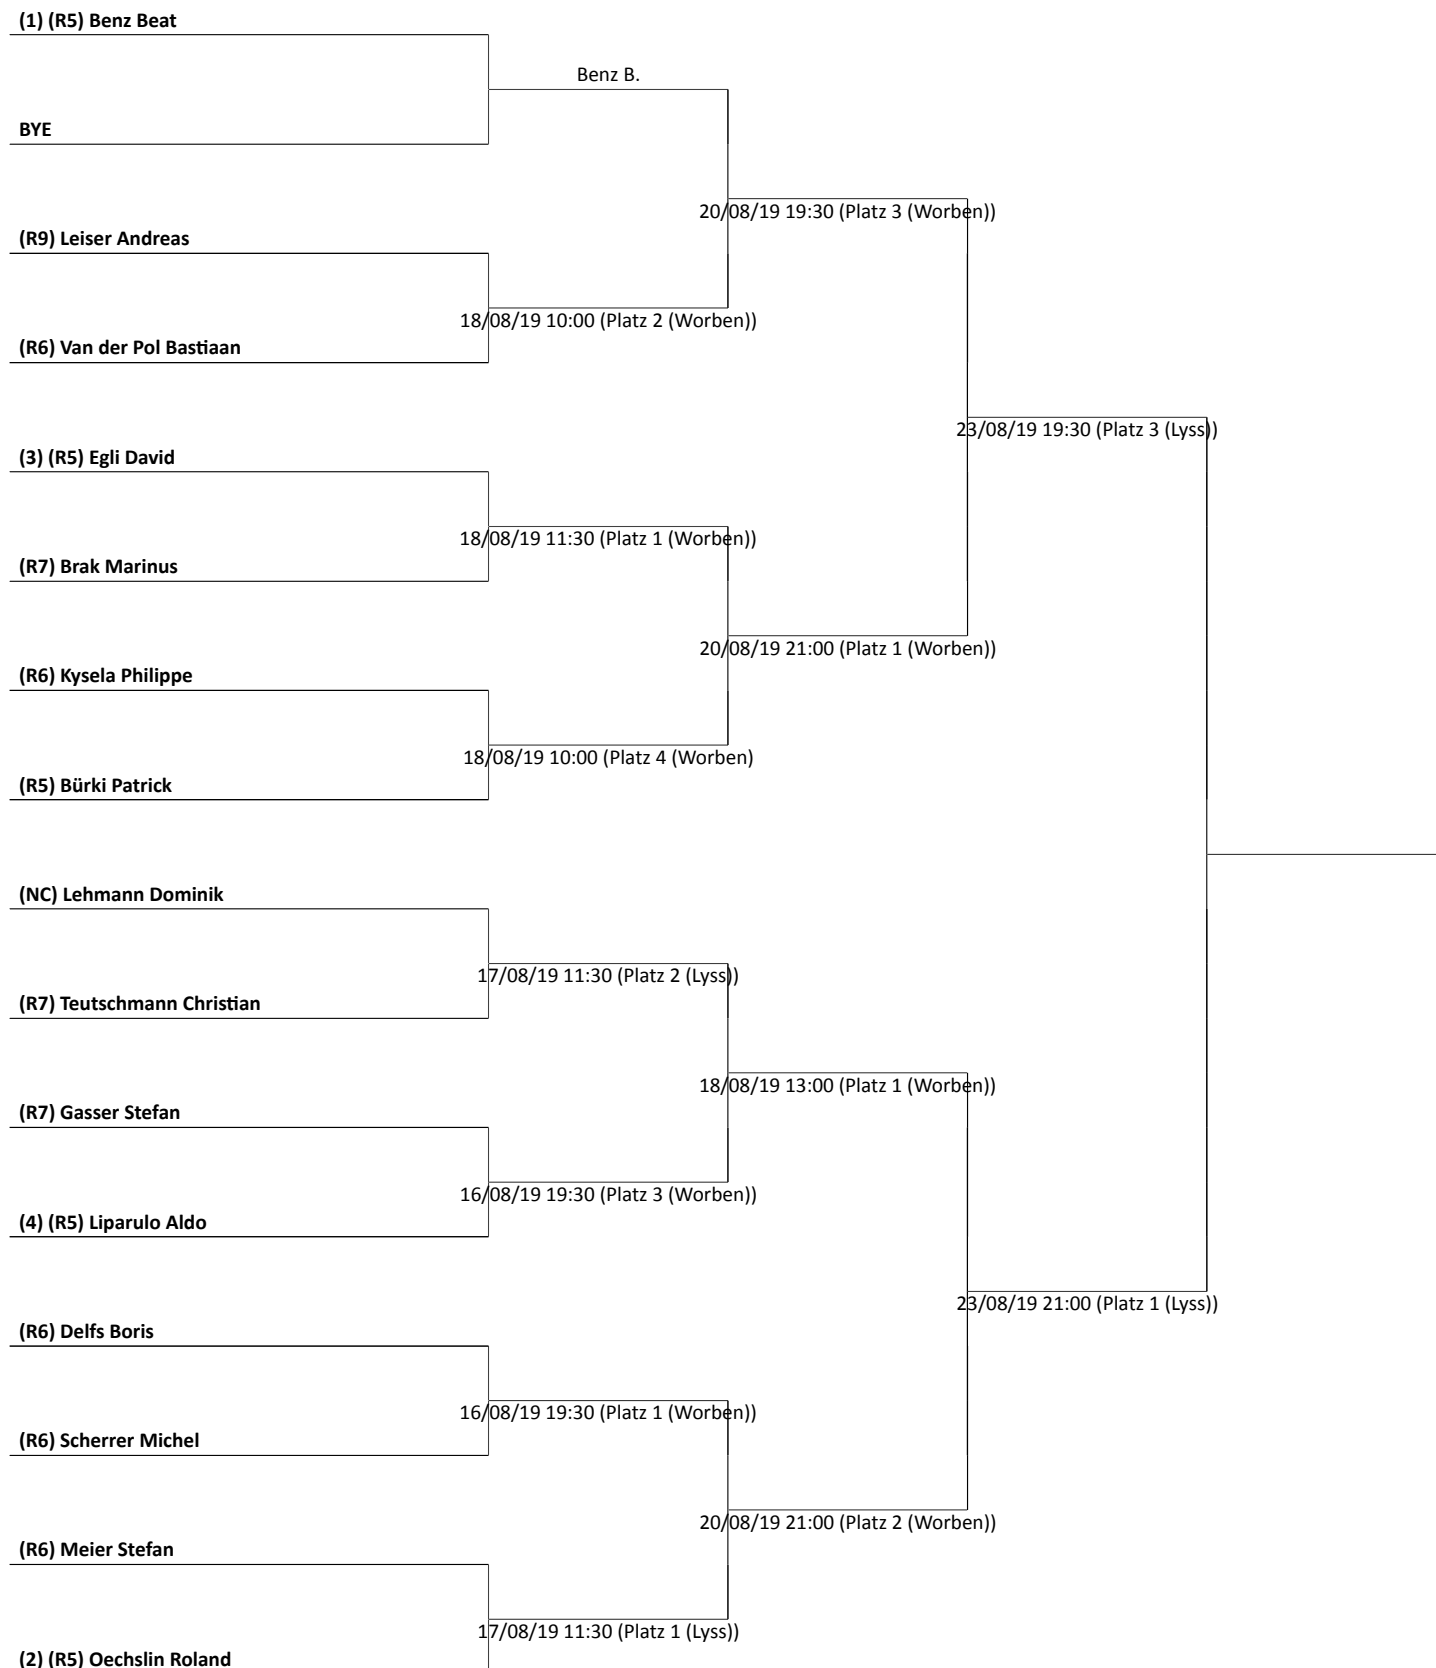 (1) (R5) Benz Beat
Benz B.
BYE
20/08/19 19:30 (Platz 3 (Worben))
(R9) Leiser Andreas
18/08/19 10:00 (Platz 2 (Worben))
(R6) Van der Pol Bastiaan
23/08/19 19:30 (Platz 3 (Lyss))
(3) (R5) Egli David
18/08/19 11:30 (Platz 1 (Worben))
(R7) Brak Marinus
20/08/19 21:00 (Platz 1 (Worben))
(R6) Kysela Philippe
18/08/19 10:00 (Platz 4 (Worben)
(R5) Bürki Patrick
(NC) Lehmann Dominik
17/08/19 11:30 (Platz 2 (Lyss))
(R7) Teutschmann Christian
18/08/19 13:00 (Platz 1 (Worben))
(R7) Gasser Stefan
16/08/19 19:30 (Platz 3 (Worben))
(4) (R5) Liparulo Aldo
23/08/19 21:00 (Platz 1 (Lyss))
(R6) Delfs Boris
16/08/19 19:30 (Platz 1 (Worben))
(R6) Scherrer Michel
20/08/19 21:00 (Platz 2 (Worben))
(R6) Meier Stefan
17/08/19 11:30 (Platz 1 (Lyss))
(2) (R5) Oechslin Roland